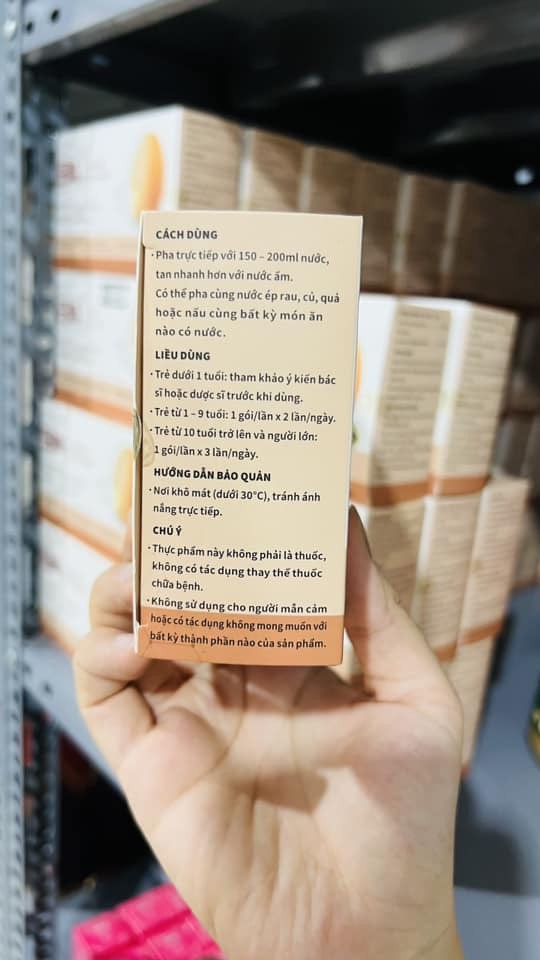 CÁCH DÙNG
· Pha trực tiếp với 150 – 200ml nước,
tan nhanh hơn với nước ấm.
Có thể pha cùng nước ép rau, củ, quả
hoặc nấu cùng bất kỳ món ăn
nào có nước.
LIỀU DÙNG
· Trẻ dưới 1 tuổi: tham khảo ý kiến bác
sĩ hoặc dược sĩ trước khi dùng.
· Trẻ từ 1 – 9 tuổi: 1 gói/lần x 2 lần/ngày.
· Trẻ từ 10 tuổi trở lên và người lớn:
1 gói/lần x 3 lần/ngày.
HƯỚNG DẪN BẢO QUẢN
· Nơi khô mát (dưới 30°C), tránh ánh
nắng trực tiếp.
CHÚ Ý
· Thực phẩm này không phải là thuốc,
không có tác dụng thay thế thuốc
chữa bệnh.
· Không sử dụng cho người mẫn cảm
hoặc có tác dụng không mong muốn với
bất kỳ thành phần nào của sản phẩm.